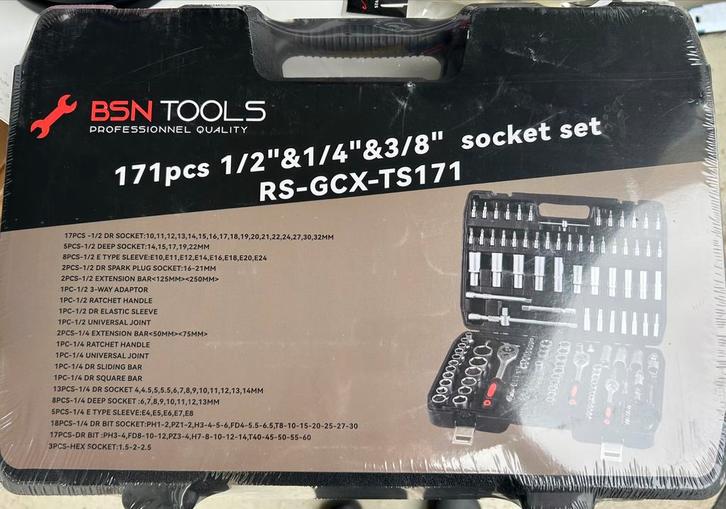 BSN TOOLS
PROFESSIONNEL QUALITY
171pcs 1/2"&1/4"&3/8" socket set
RS-GCX-TS171
17PCS -1/2 DR SOCKET:10,11,12,13,14,15,16,17,18,19,20,21,22,24,27,30,32MM
5PCS-1/2 DEEP SOCKET:14,15,17,19,22MM
8PCS-1/2 E TYPE SLEEVE:E10,E11,E12,E14,E16,E18,E20,E24
2PCS-1/2 DR SPARK PLUG SOCKET:16-21MM
2PCS-1/2 EXTENSION BAR<125MM><250MM>
1PC-1/2 3-WAY ADAPTOR
1PC-1/2 RATCHET HANDLE
1PC-1/2 DR ELASTIC SLEEVE
1PC-1/2 UNIVERSAL JOINT
2PCS-1/4 EXTENSION BAR<50MM><75MM>
1PC-1/4 RATCHET HANDLE
1PC-1/4 UNIVERSAL JOINT
1PC-1/4 DR SLIDING BAR
1PC-1/4 DR SQUARE BAR
13PCS-1/4 DR SOCKET 4,4.5,5,5.5,6,7,8,9,10,11,12,13,14MM
8PCS-1/4 DEEP SOCKET :6,7,8,9,10,11,12,13MM
5PCS-1/4 E TYPE SLEEVE:E4,E5,E6,E7,E8
18PCS-1/4 DR BIT SOCKET:PH1-2,PZ1-2,H3-4-5-6,FD4-5.5-6.5,T8-10-15-20-25-27-30
17PCS-DR BIT :PH3-4,FD8-10-12,PZ3-4,H7-8-10-12-14,T40-45-50-55-60
3PCS-HEX SOCKET:1.5-2-2.5